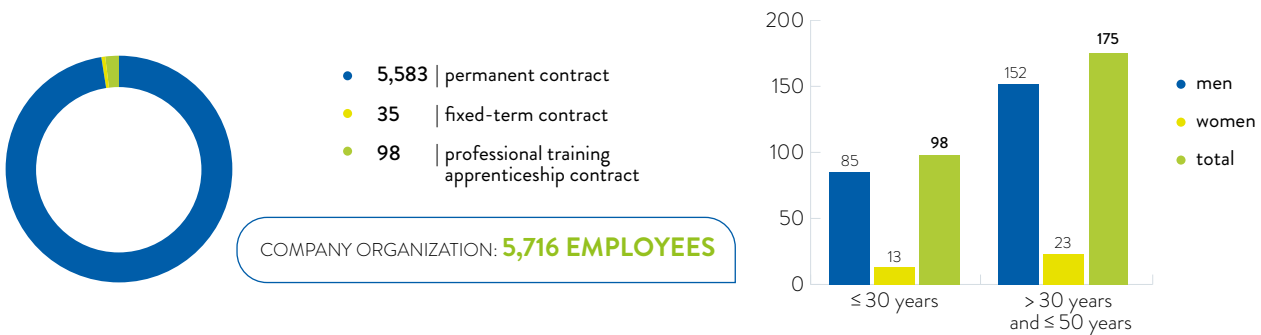 5,583 | permanent contract
35 | fixed-term contract
98 | professional training
apprenticeship contract
COMPANY ORGANIZATION: 5,716 EMPLOYEES
200
150
100
50
0
85
13
98
152
23
175
≤ 30 years
> 30 years
and ≤ 50 years
men
women
total